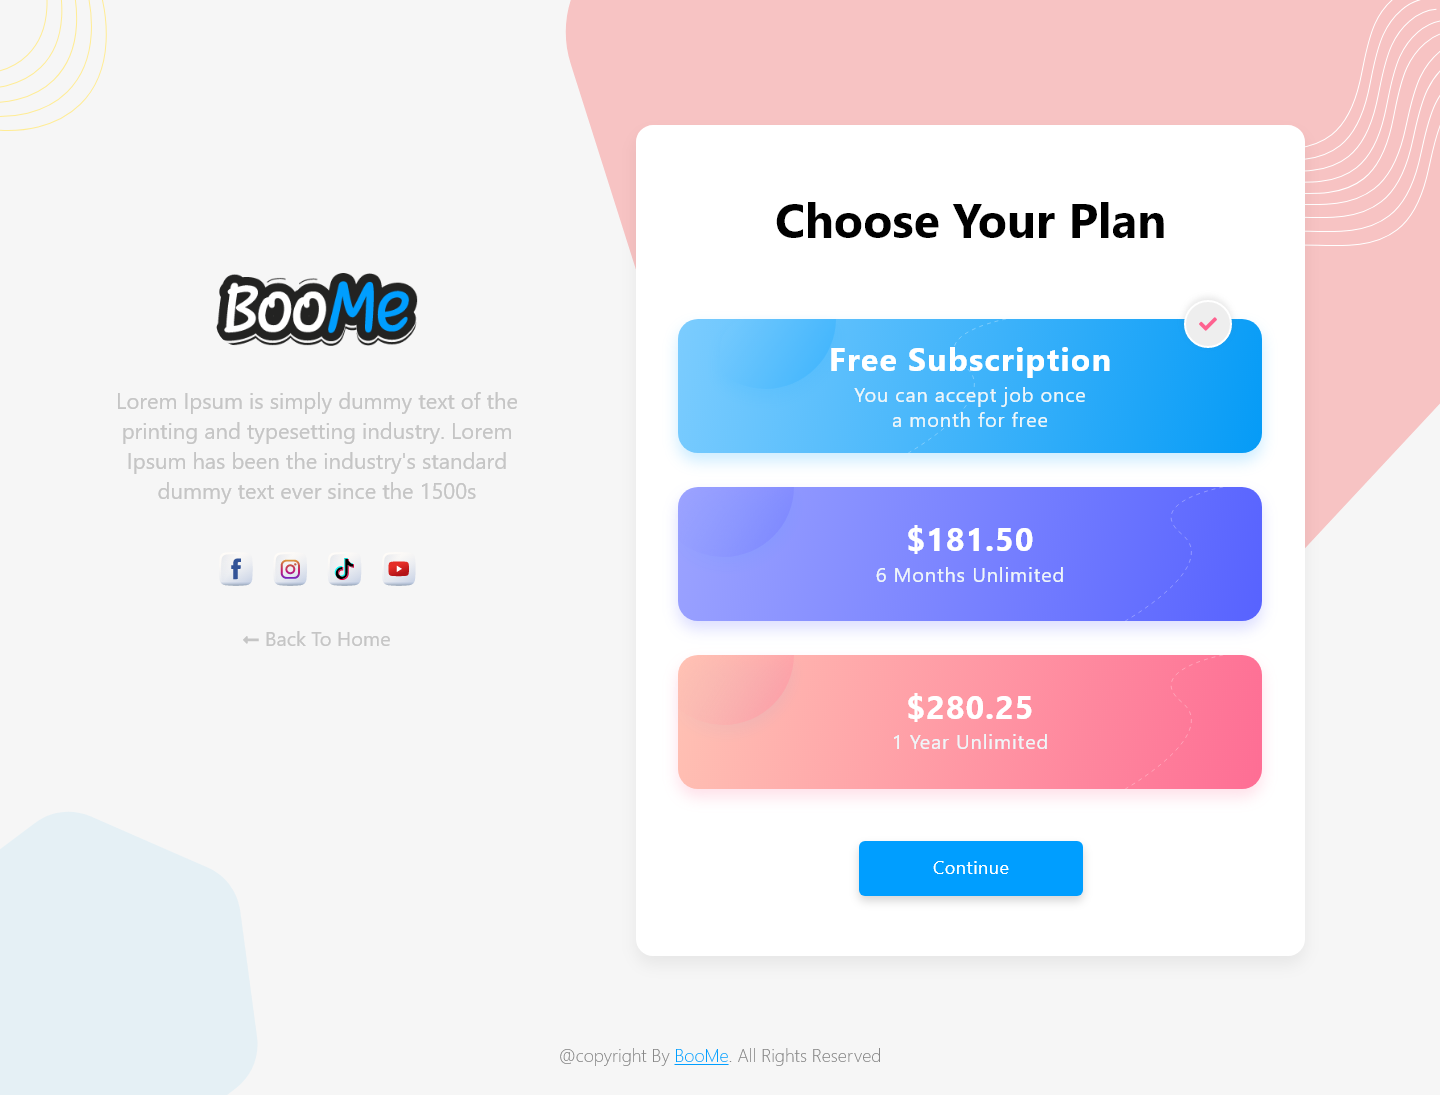 BooMe
Lorem Ipsum is simply dummy text of the
printing and typesetting industry. Lorem
Ipsum has been the industry's standard
dummy text ever since the 1500s
Back To Home
Choose Your Plan
Free Subscription
You can accept job once
a month for free
$181.50
6 Months Unlimited
$280.25
1 Year Unlimited
Continue
@copyright By BooMe. All Rights Reserved